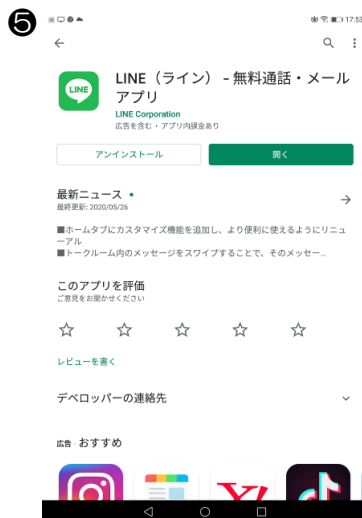 5
17:53
LINE
LINE（ライン） - 無料通話・メール
アプリ
LINE Corporation
広告を含む・アプリ内課金あり
アンインストール
開く
最新ニュース •
最終更新: 2020/05/26
■ホームタブにカスタマイズ機能を追加し、より便利に使えるようにリニュ
ーアル
■トークルーム内のメッセージをスワイプすることで、そのメッセー...
このアプリを評価
ご意見をお聞かせください
レビューを書く
デベロッパーの連絡先
広告・おすすめ
Y!